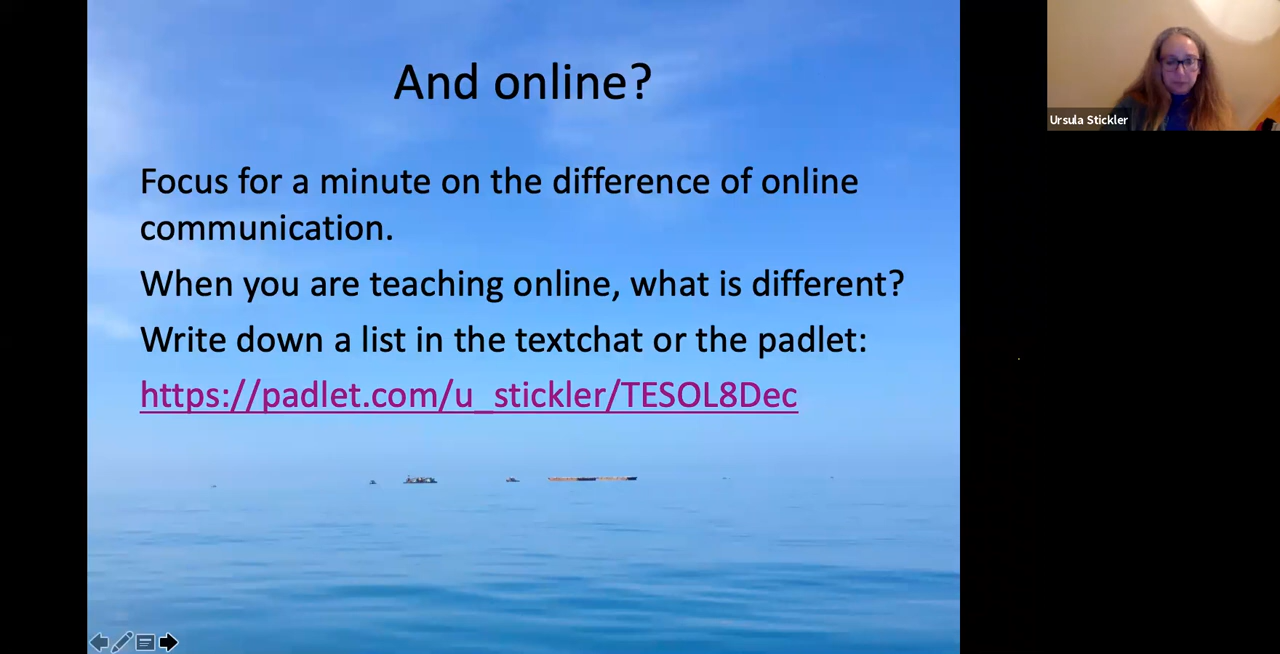 And online?
Focus for a minute on the difference of online
communication.
When you are teaching online, what is different?
Write down a list in the textchat or the padlet:
https://padlet.com/u_stickler/TESOL8Dec
Ursula Stickler